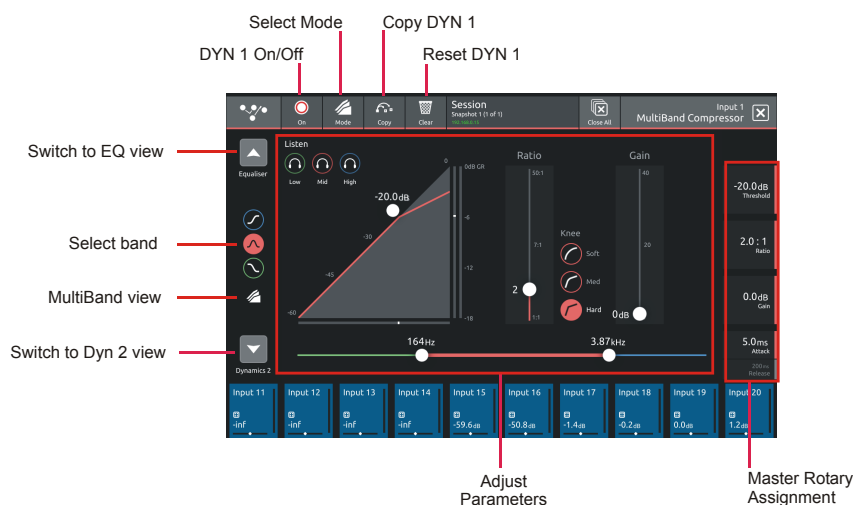 Select Mode
Copy DYN 1
DYN 1 On/Off
Reset DYN 1
On
Mode
Copy
Clear
Session
Snapshot 1 (1 of 1)
Close All
Input 1
MultiBand Compressor
Switch to EQ view
Equaliser
Select band
MultiBand view
Switch to Dyn 2 view
Dynamics 2
Listen
Low
Mid
High
-20.0dB
0
-30
-45
-60
0dB GR
-6
-12
-18
Ratio
50:1
7:1
2
1:1
Knee
Soft
Med
Hard
Gain
40
20
0dB
164Hz
3.87kHz
-20.0dB
Threshold
2.0 : 1
Ratio
0.0dB
Gain
5.0ms
Attack
200ms
Release
Input 11
-inf
Input 12
-inf
Input 13
-inf
Input 14
-inf
Input 15
-59.6dB
Input 16
-50.8dB
Input 17
-1.4dB
Input 18
-0.2dB
Input 19
0.0dB
Input 20
1.2dB
Adjust
Parameters
Master Rotary
Assignment